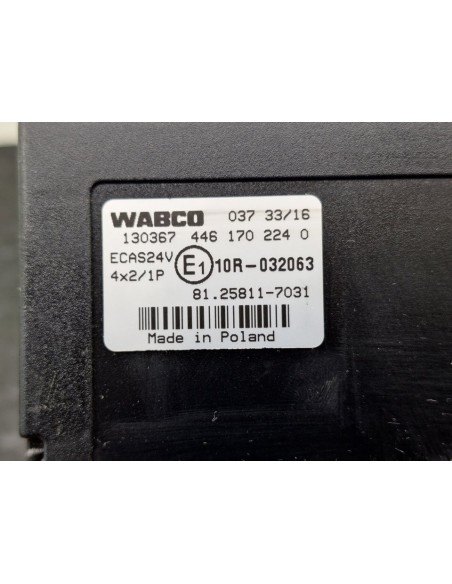 WABCO 037 33/16
130367 446 170 224 0
ECAS24V
4x2/1P E1 10R-032063
81.25811-7031
Made in Poland